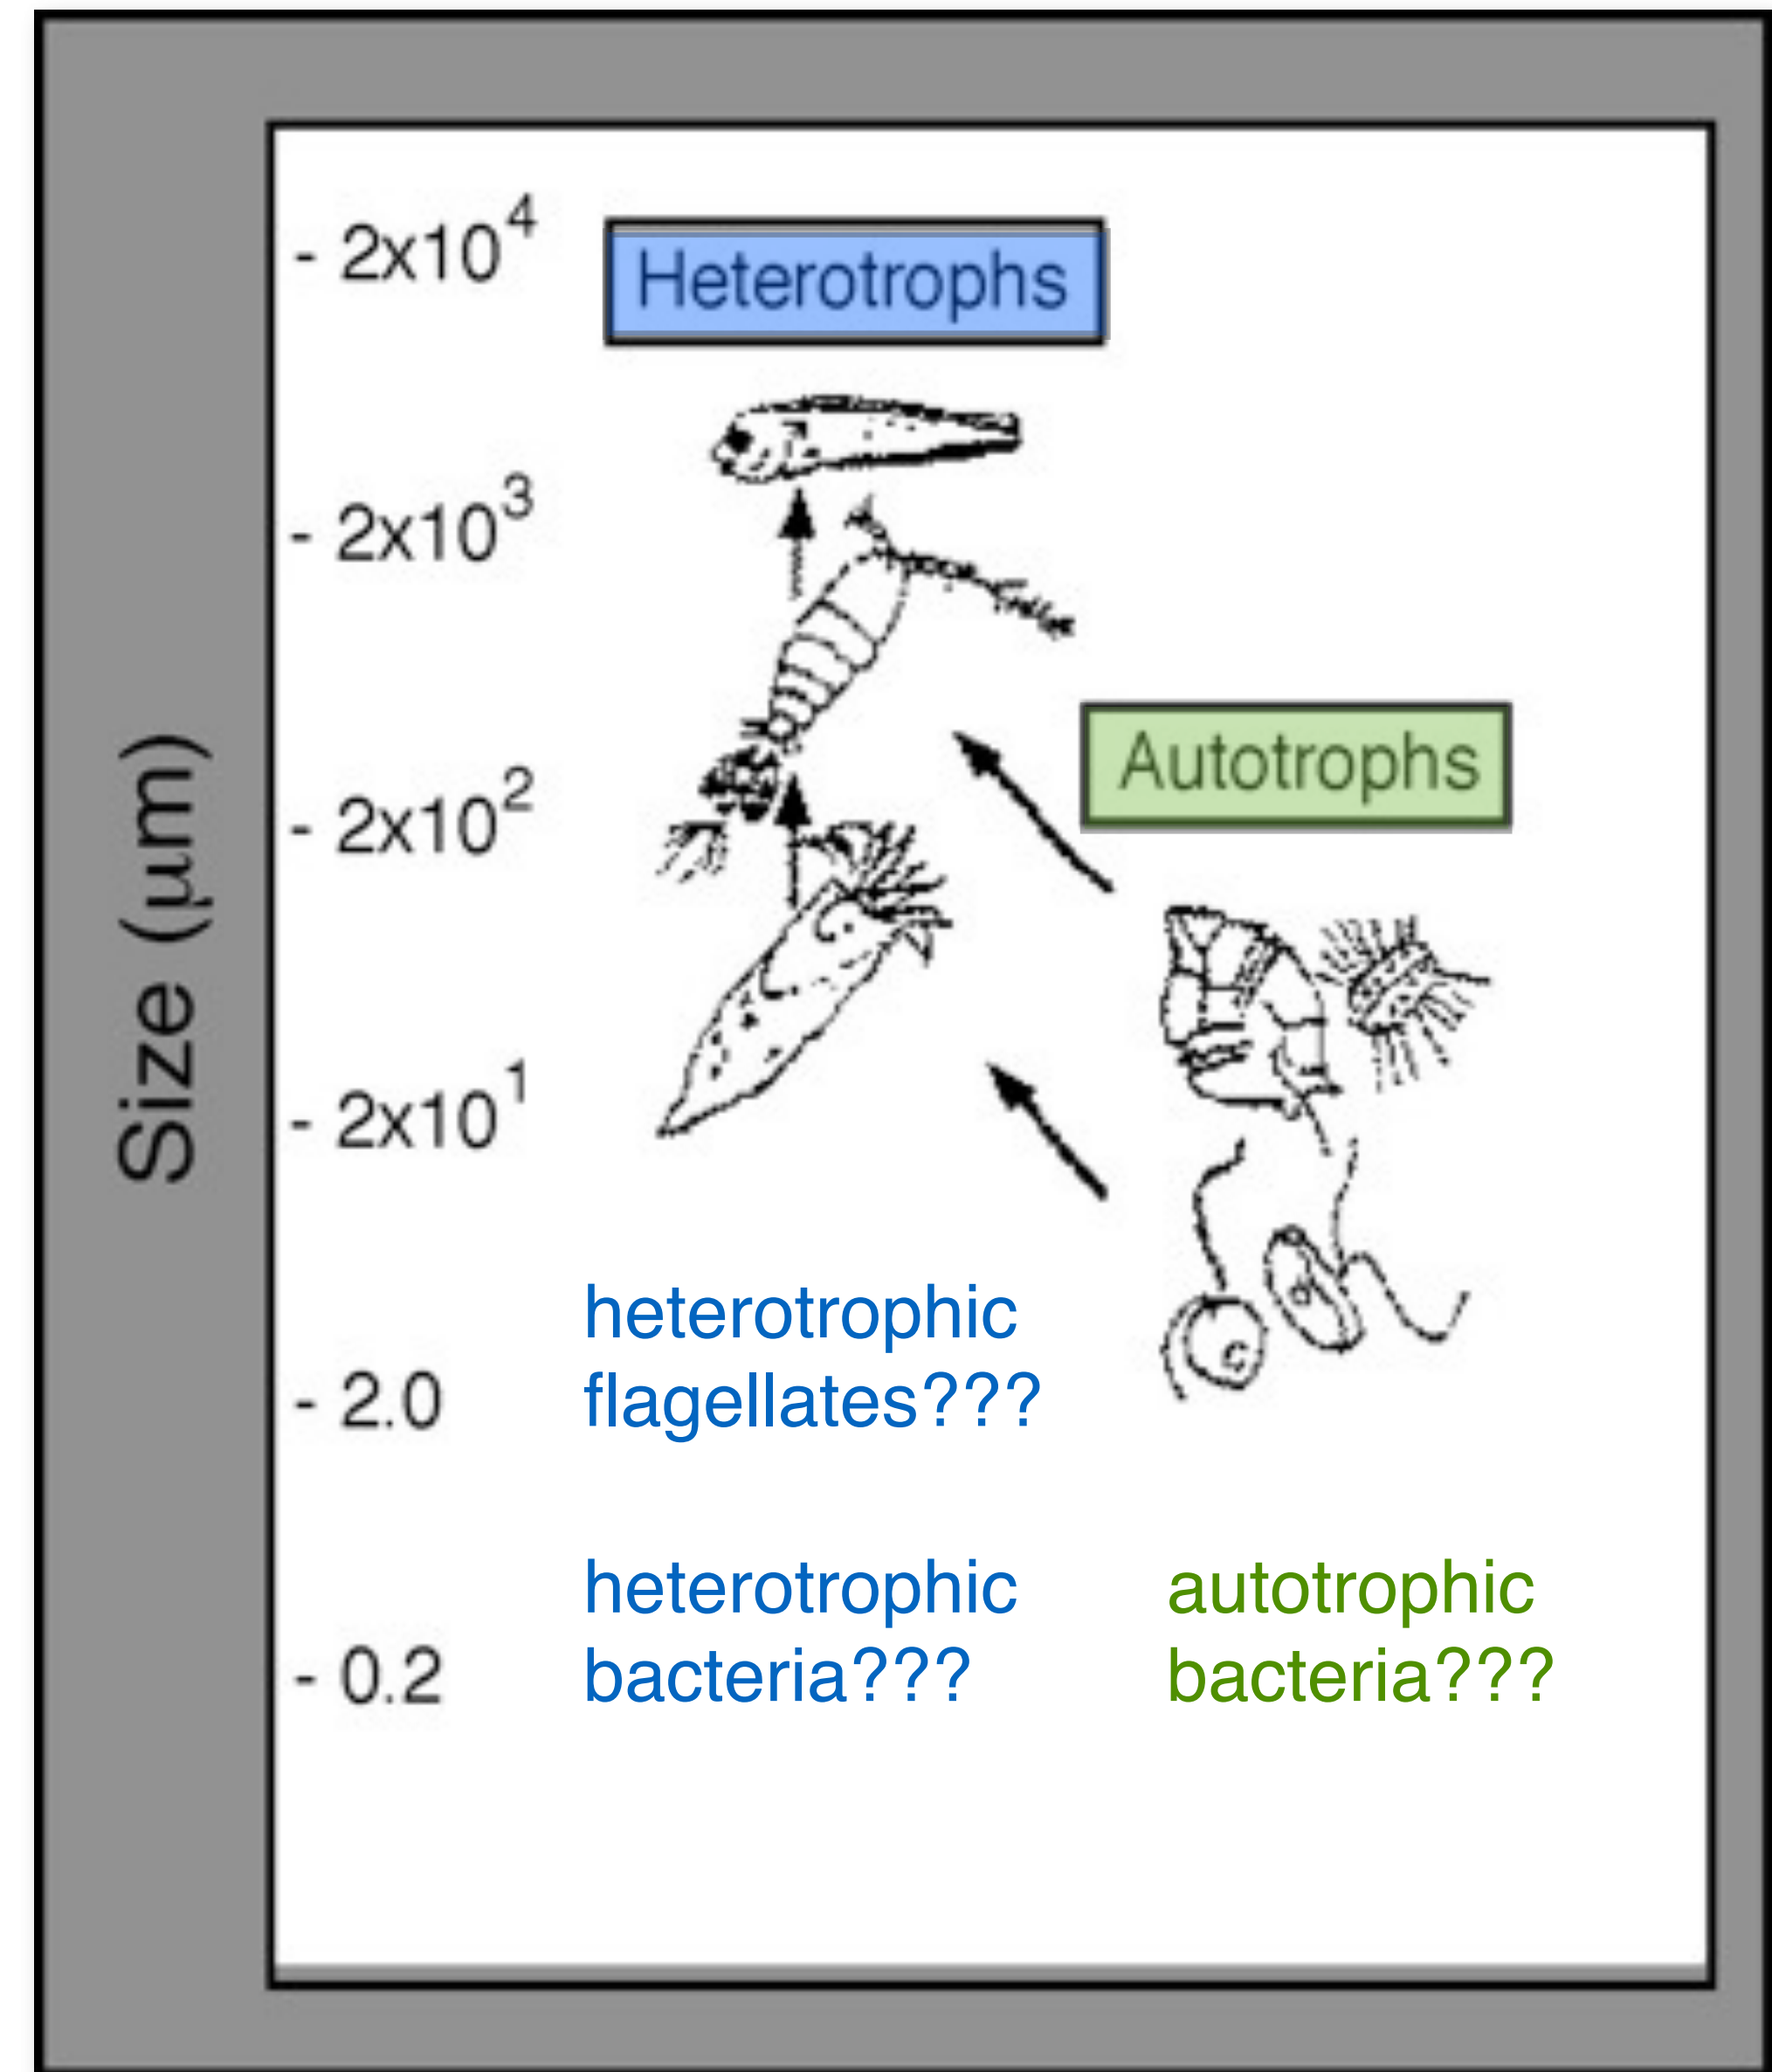 Size (μm)
- 2x10^4
- 2x10^3
- 2x10^2
- 2x10^1
- 2.0
- 0.2
Heterotrophs
Autotrophs
heterotrophic
flagellates???
heterotrophic
bacteria???
autotrophic
bacteria???